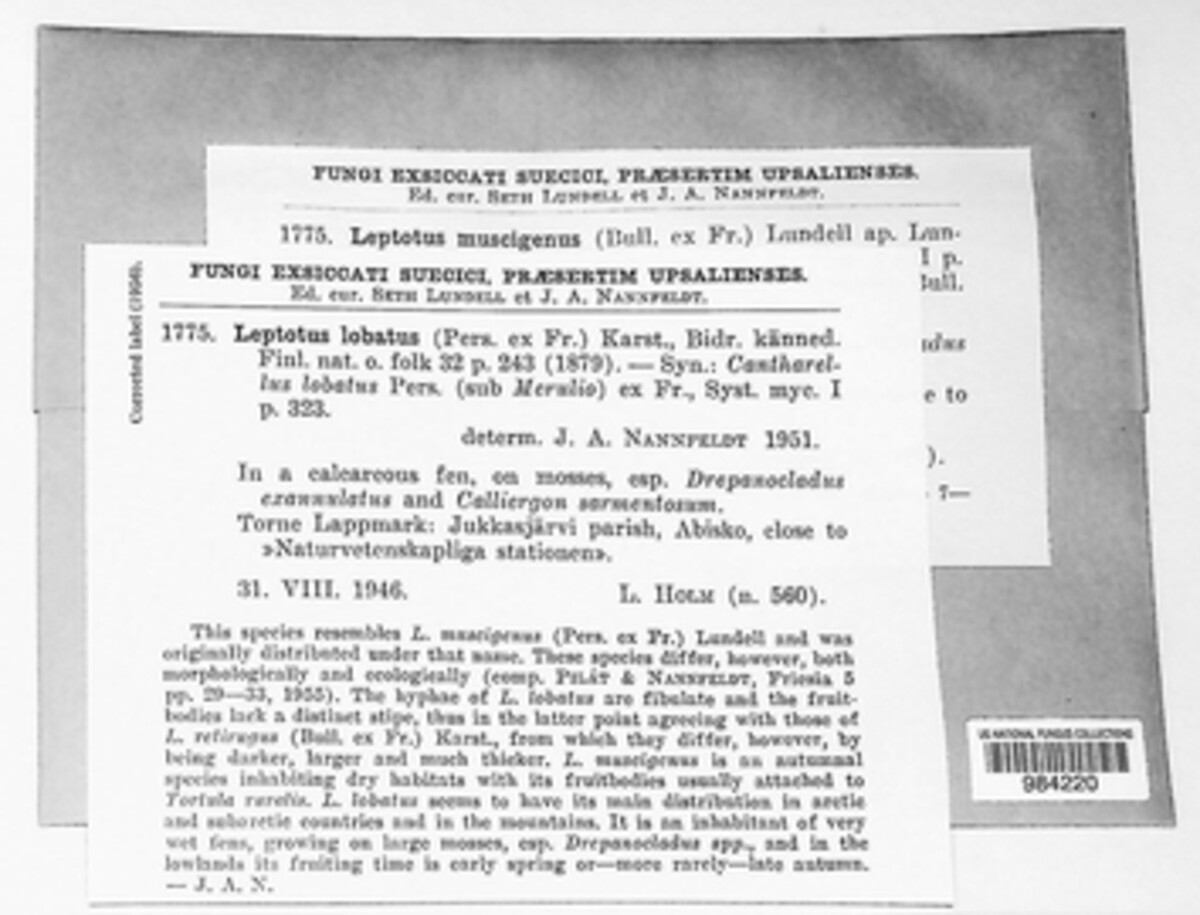 FUNGI EXSICCATI SUECICI, PRÆSERTIM UPSALIENSES.
Ed. cur. SETH LUNDELL et J. A. NANNFELDT.
1775. Leptotus muscigenus (Bull. ex Fr.) Lundell ap. Lun-
I p.
Bull.
e to
).
7—
Corrected label (1956).
FUNGI EXSICCATI SUECICI, PRÆSERTIM UPSALIENSES.
Ed. cur. SETH LUNDELL et J. A. NANNFELDT.
1775. Leptotus lobatus (Pers. ex Fr.) Karst., Bidr. känned.
Finl. nat. o. folk 32 p. 243 (1879). — Syn.: Cantharel-
lus lobatus Pers. (sub Merulio) ex Fr., Syst. myc. I
p. 323.
determ. J. A. NANNFELDT 1951.
In a calcareous fen, on mosses, esp. Drepanocladus
exannulatus and Calliergon sarmentosum.
Torne Lappmark: Jukkasjärvi parish, Abisko, close to
»Naturvetenskapliga stationen».
31. VIII. 1946. L. HOLM (n. 560).
This species resembles L. muscigenus (Pers. ex Fr.) Lundell and was
originally distributed under that name. These species differ, however, both
morphologically and ecologically (comp. PILÁT & NANNFELDT, Friesia 5
pp. 29—33, 1955). The hyphae of L. lobatus are fibulate and the fruit-
bodies lack a distinct stipe, thus in the latter point agreeing with those of
L. retirugus (Bull. ex Fr.) Karst., from which they differ, however, by
being darker, larger and much thicker. L. muscigenus is an autumnal
species inhabiting dry habitats with its fruitbodies usually attached to
Tortula ruralis. L. lobatus seems to have its main distribution in arctic
and subarctic countries and in the mountains. It is an inhabitant of very
wet fens, growing on large mosses, esp. Drepanocladus spp., and in the
lowlands its fruiting time is early spring or—more rarely—late autumn.
— J. A. N.
US NATIONAL FUNGUS COLLECTIONS
984220